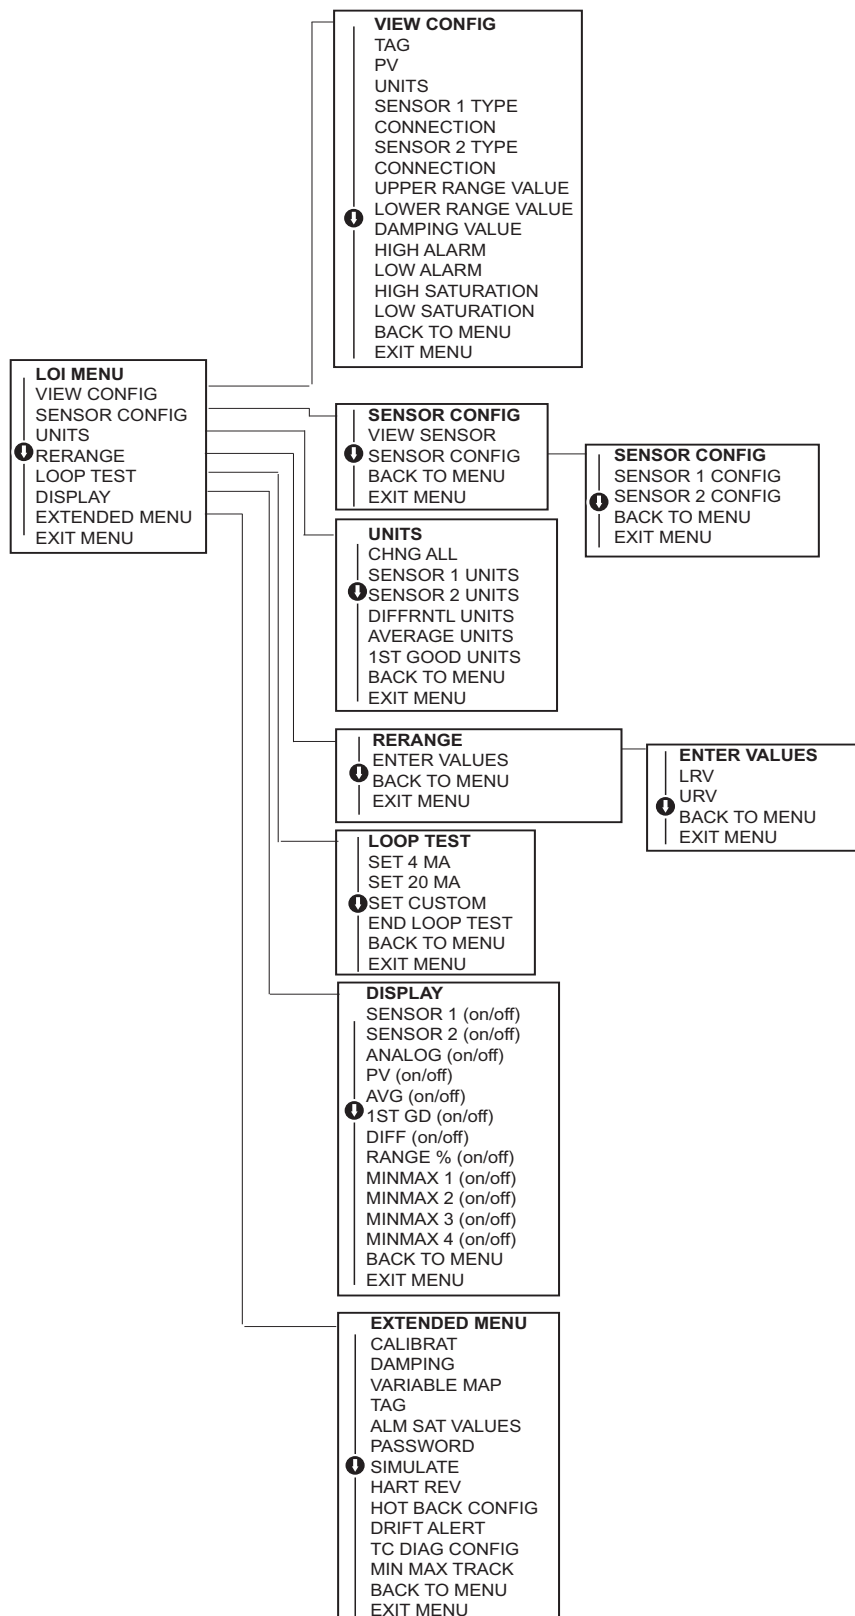 VIEW CONFIG
TAG
PV
UNITS
SENSOR 1 TYPE
CONNECTION
SENSOR 2 TYPE
CONNECTION
UPPER RANGE VALUE
LOWER RANGE VALUE
DAMPING VALUE
HIGH ALARM
LOW ALARM
HIGH SATURATION
LOW SATURATION
BACK TO MENU
EXIT MENU
LOI MENU
VIEW CONFIG
SENSOR CONFIG
UNITS
RERANGE
LOOP TEST
DISPLAY
EXTENDED MENU
EXIT MENU
SENSOR CONFIG
VIEW SENSOR
SENSOR CONFIG
BACK TO MENU
EXIT MENU
SENSOR CONFIG
SENSOR 1 CONFIG
SENSOR 2 CONFIG
BACK TO MENU
EXIT MENU
UNITS
CHNG ALL
SENSOR 1 UNITS
SENSOR 2 UNITS
DIFFRNTL UNITS
AVERAGE UNITS
1ST GOOD UNITS
BACK TO MENU
EXIT MENU
RERANGE
ENTER VALUES
BACK TO MENU
EXIT MENU
ENTER VALUES
LRV
URV
BACK TO MENU
EXIT MENU
LOOP TEST
SET 4 MA
SET 20 MA
SET CUSTOM
END LOOP TEST
BACK TO MENU
EXIT MENU
DISPLAY
SENSOR 1 (on/off)
SENSOR 2 (on/off)
ANALOG (on/off)
PV (on/off)
AVG (on/off)
1ST GD (on/off)
DIFF (on/off)
RANGE % (on/off)
MINMAX 1 (on/off)
MINMAX 2 (on/off)
MINMAX 3 (on/off)
MINMAX 4 (on/off)
BACK TO MENU
EXIT MENU
EXTENDED MENU
CALIBRAT
DAMPING
VARIABLE MAP
TAG
ALM SAT VALUES
PASSWORD
SIMULATE
HART REV
HOT BACK CONFIG
DRIFT ALERT
TC DIAG CONFIG
MIN MAX TRACK
BACK TO MENU
EXIT MENU